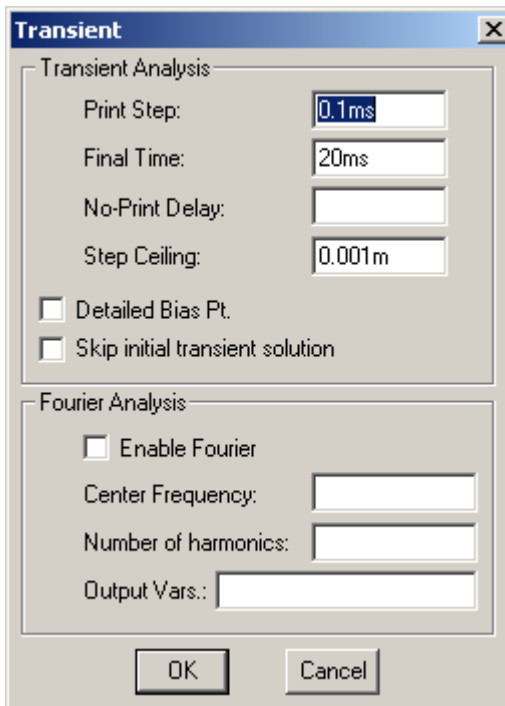 Transient
Transient Analysis
Print Step: 0.1ms
Final Time: 20ms
No-Print Delay:
Step Ceiling: 0.001m
Detailed Bias Pt.
Skip initial transient solution
Fourier Analysis
Enable Fourier
Center Frequency:
Number of harmonics:
Output Vars.:
OK Cancel